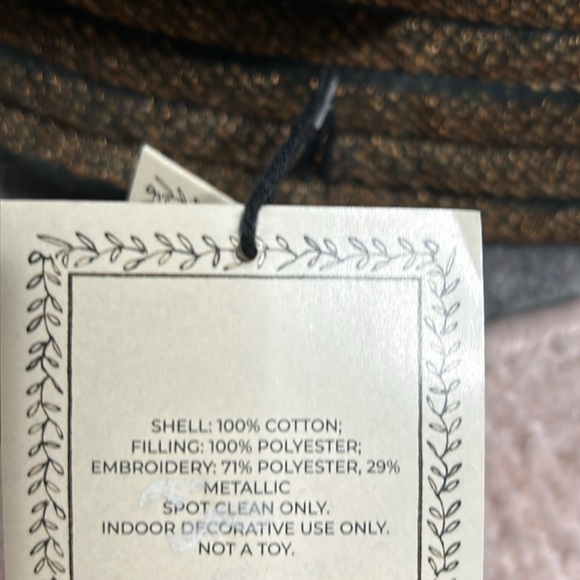 SHELL: 100% COTTON;
FILLING: 100% POLYESTER;
EMBROIDERY: 71% POLYESTER, 29%
METALLIC
SPOT CLEAN ONLY.
INDOOR DECORATIVE USE ONLY.
NOT A TOY.